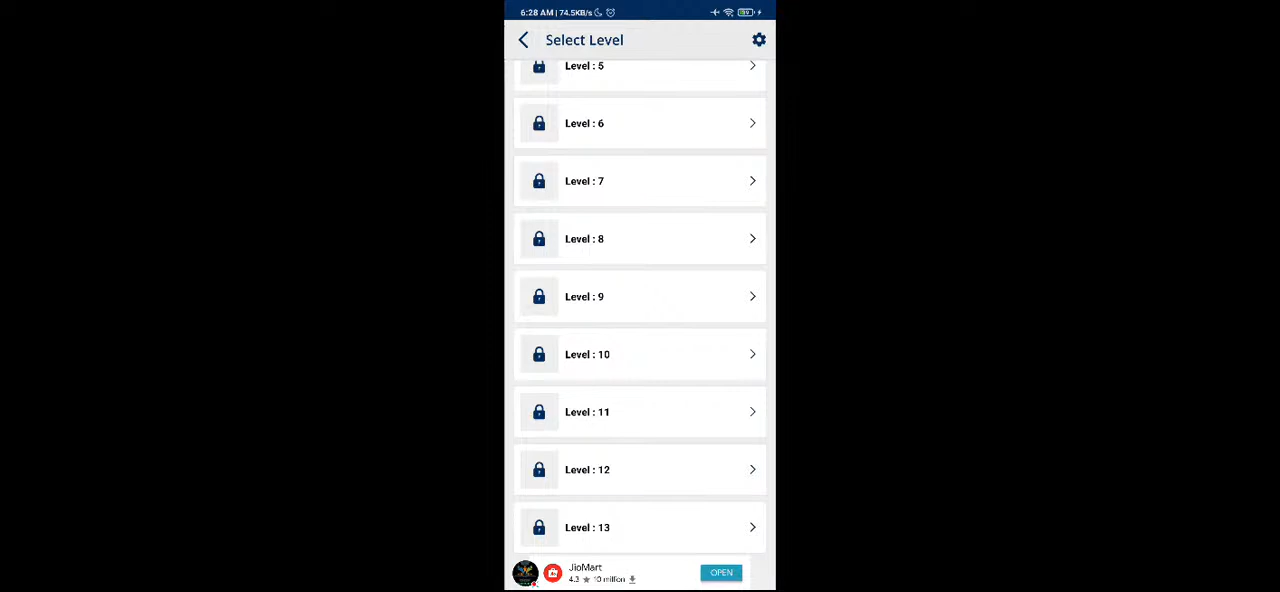 6:28 AM | 74.5KB/s
Select Level
Level : 5
Level : 6
Level : 7
Level : 8
Level : 9
Level : 10
Level : 11
Level : 12
Level : 13
JioMart
4.3 ★ 10 million
OPEN